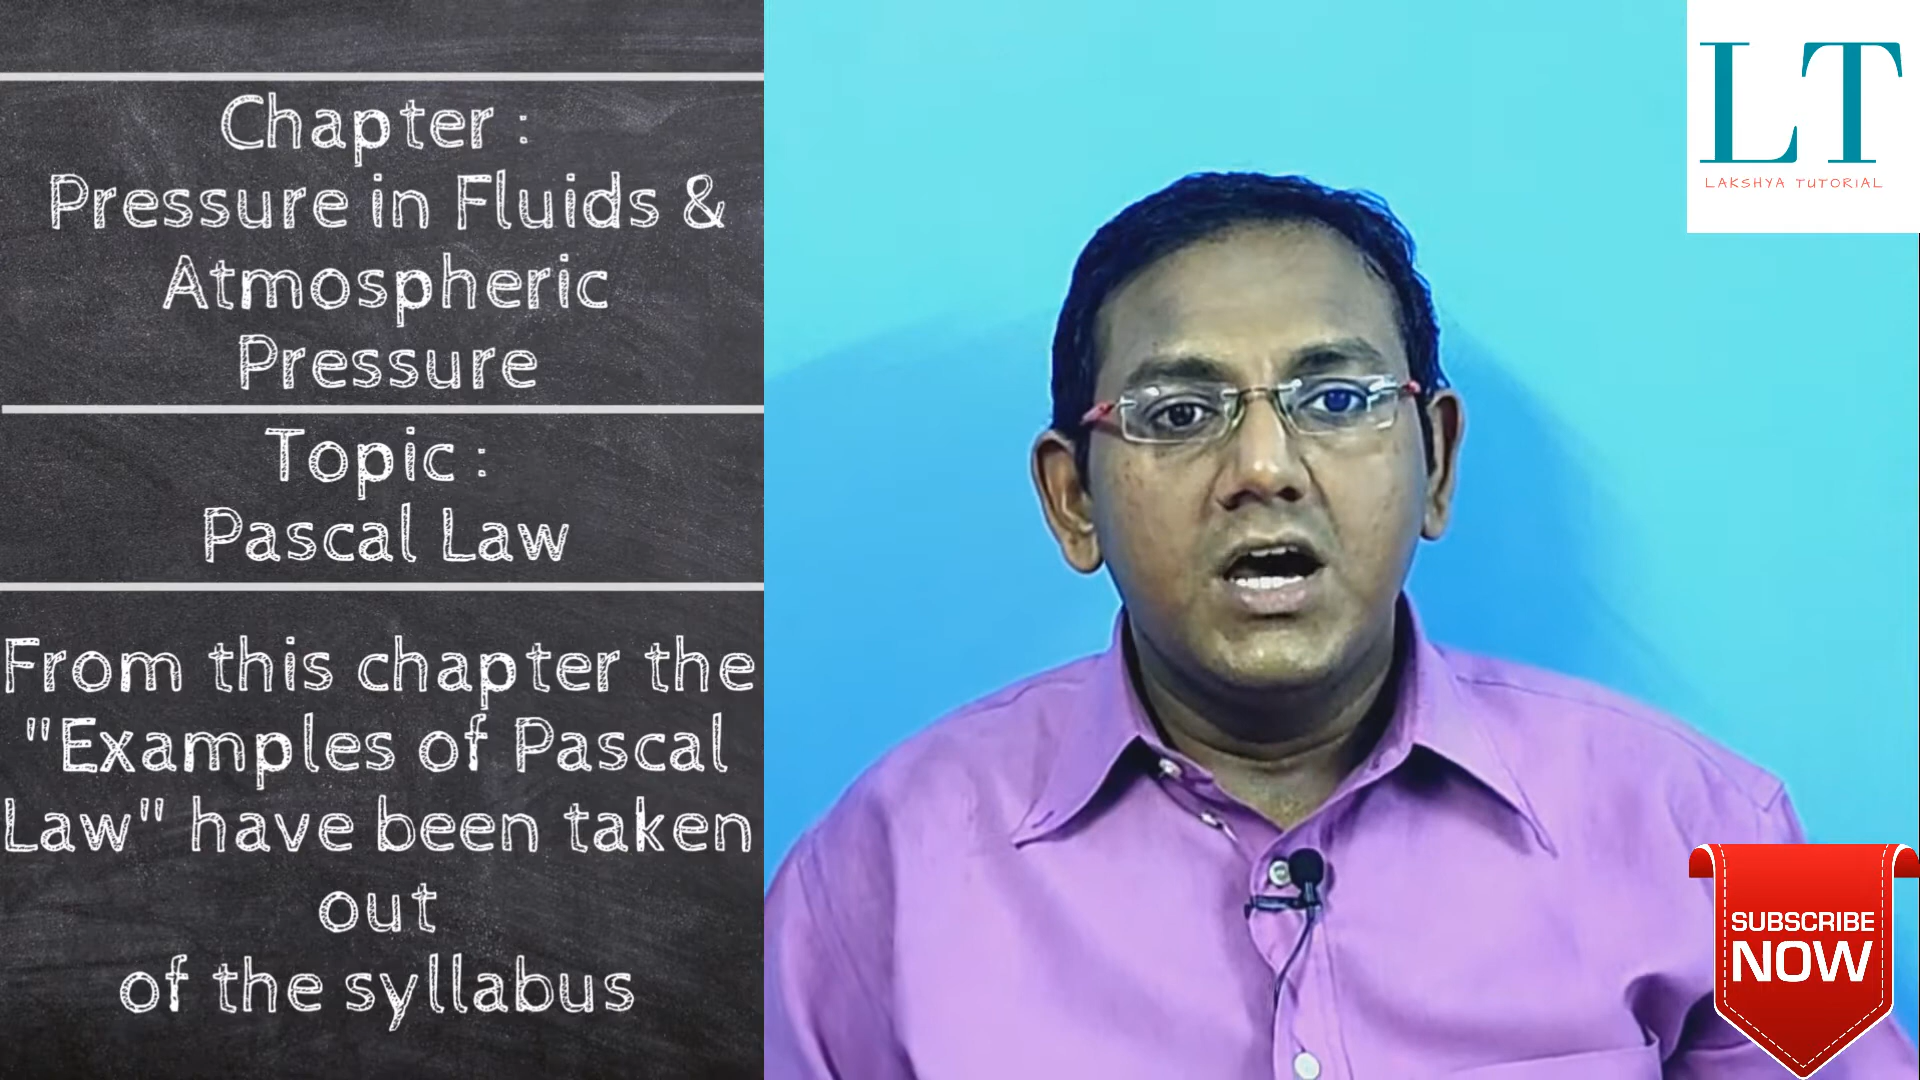 Chapter :
Pressure in Fluids &
Atmospheric
Pressure
Topic :
Pascal Law
From this chapter the
"Examples of Pascal
Law" have been taken
out
of the syllabus
LT
LAKSHYA TUTORIAL
SUBSCRIBE
NOW